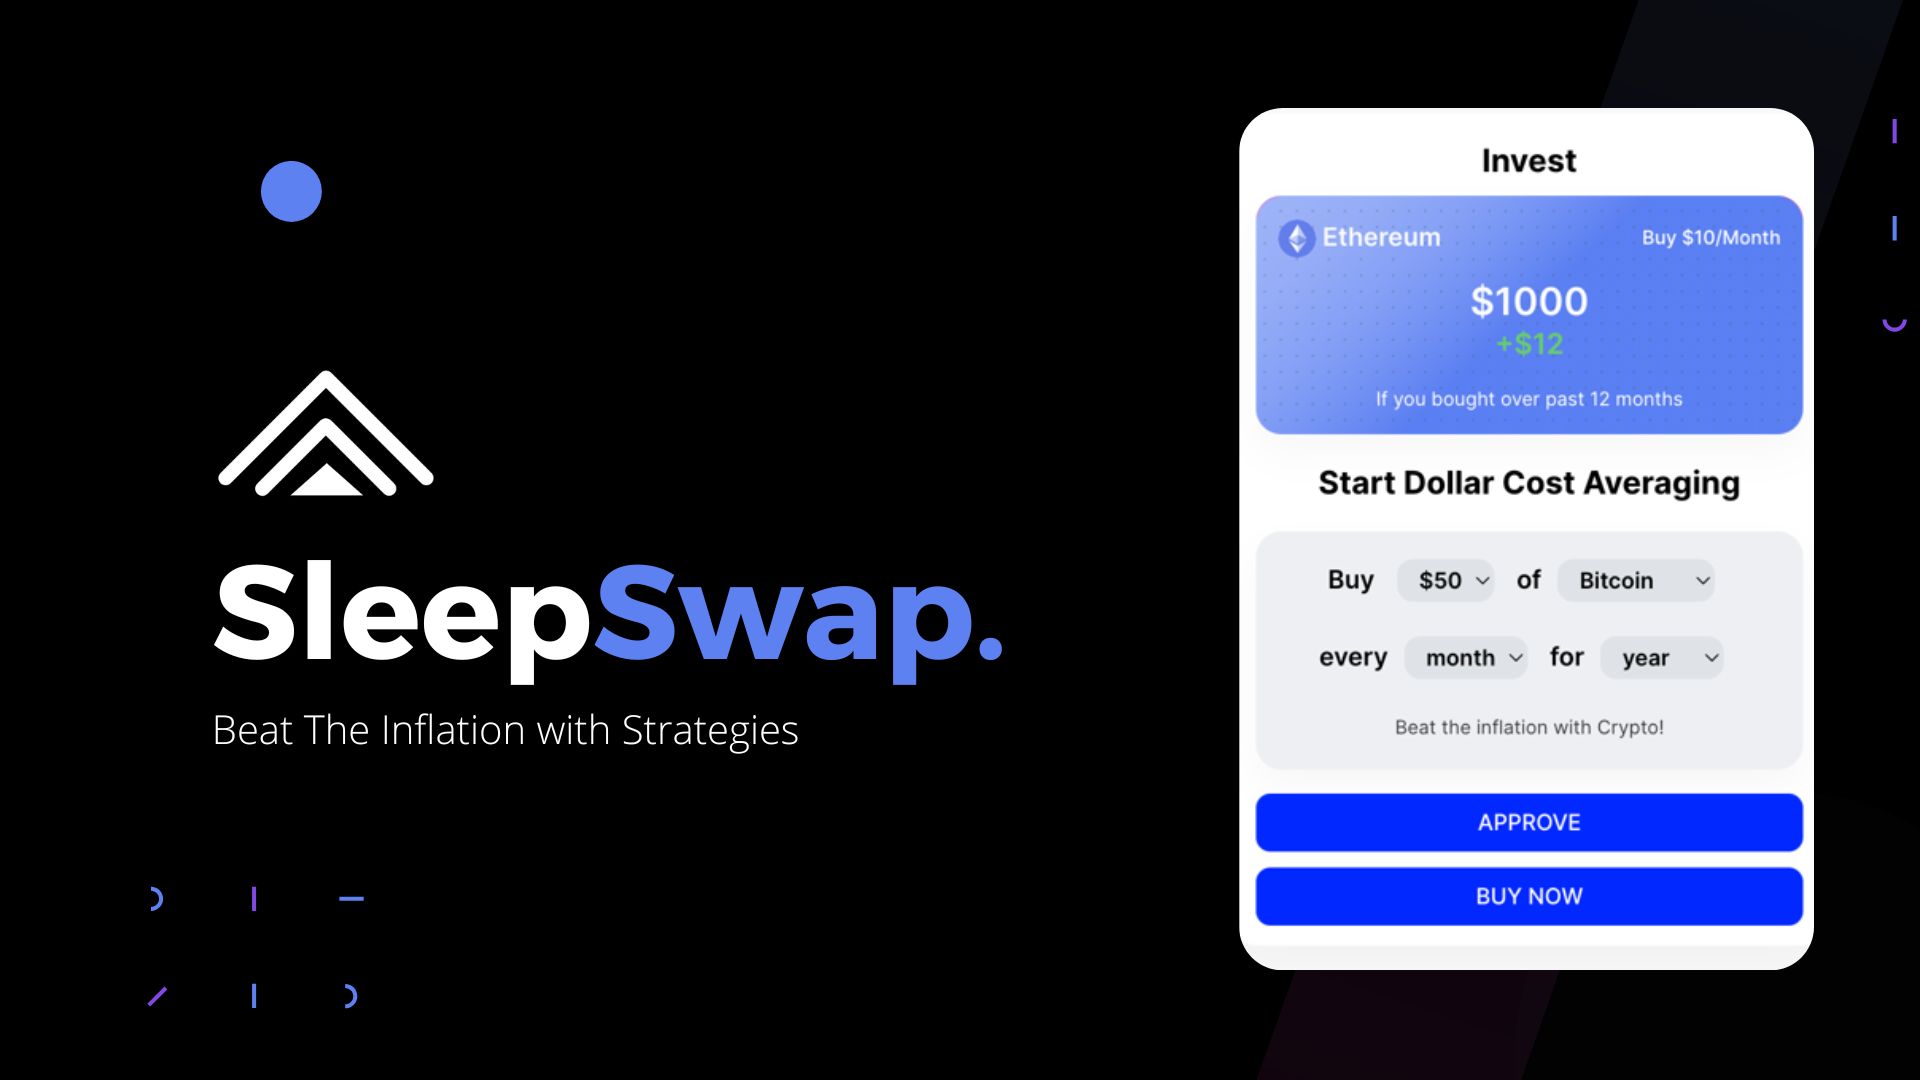 SleepSwap.
Beat The Inflation with Strategies
Invest
Ethereum
Buy $10/Month
$1000
+$12
If you bought over past 12 months
Start Dollar Cost Averaging
Buy $50 of Bitcoin
every month for year
Beat the inflation with Crypto!
APPROVE
BUY NOW